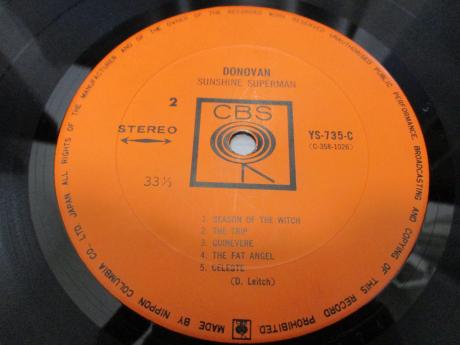 DONOVAN
SUNSHINE SUPERMAN
2
CBS
STEREO
YS-735-C
(C-358-1026)
33⅓
1. SEASON OF THE WITCH
2. THE TRIP
3. GUINEVERE
4. THE FAT ANGEL
5. CELESTE
(D. Leitch)
MADE BY NIPPON COLUMBIA CO., LTD. JAPAN ALL RIGHTS OF THE MANUFACTURER AND OF THE OWNER OF THE RECORDED WORK RESERVED UNAUTHORISED PUBLIC PERFORMANCE, BROADCASTING AND COPYING OF THIS RECORD PROHIBITED